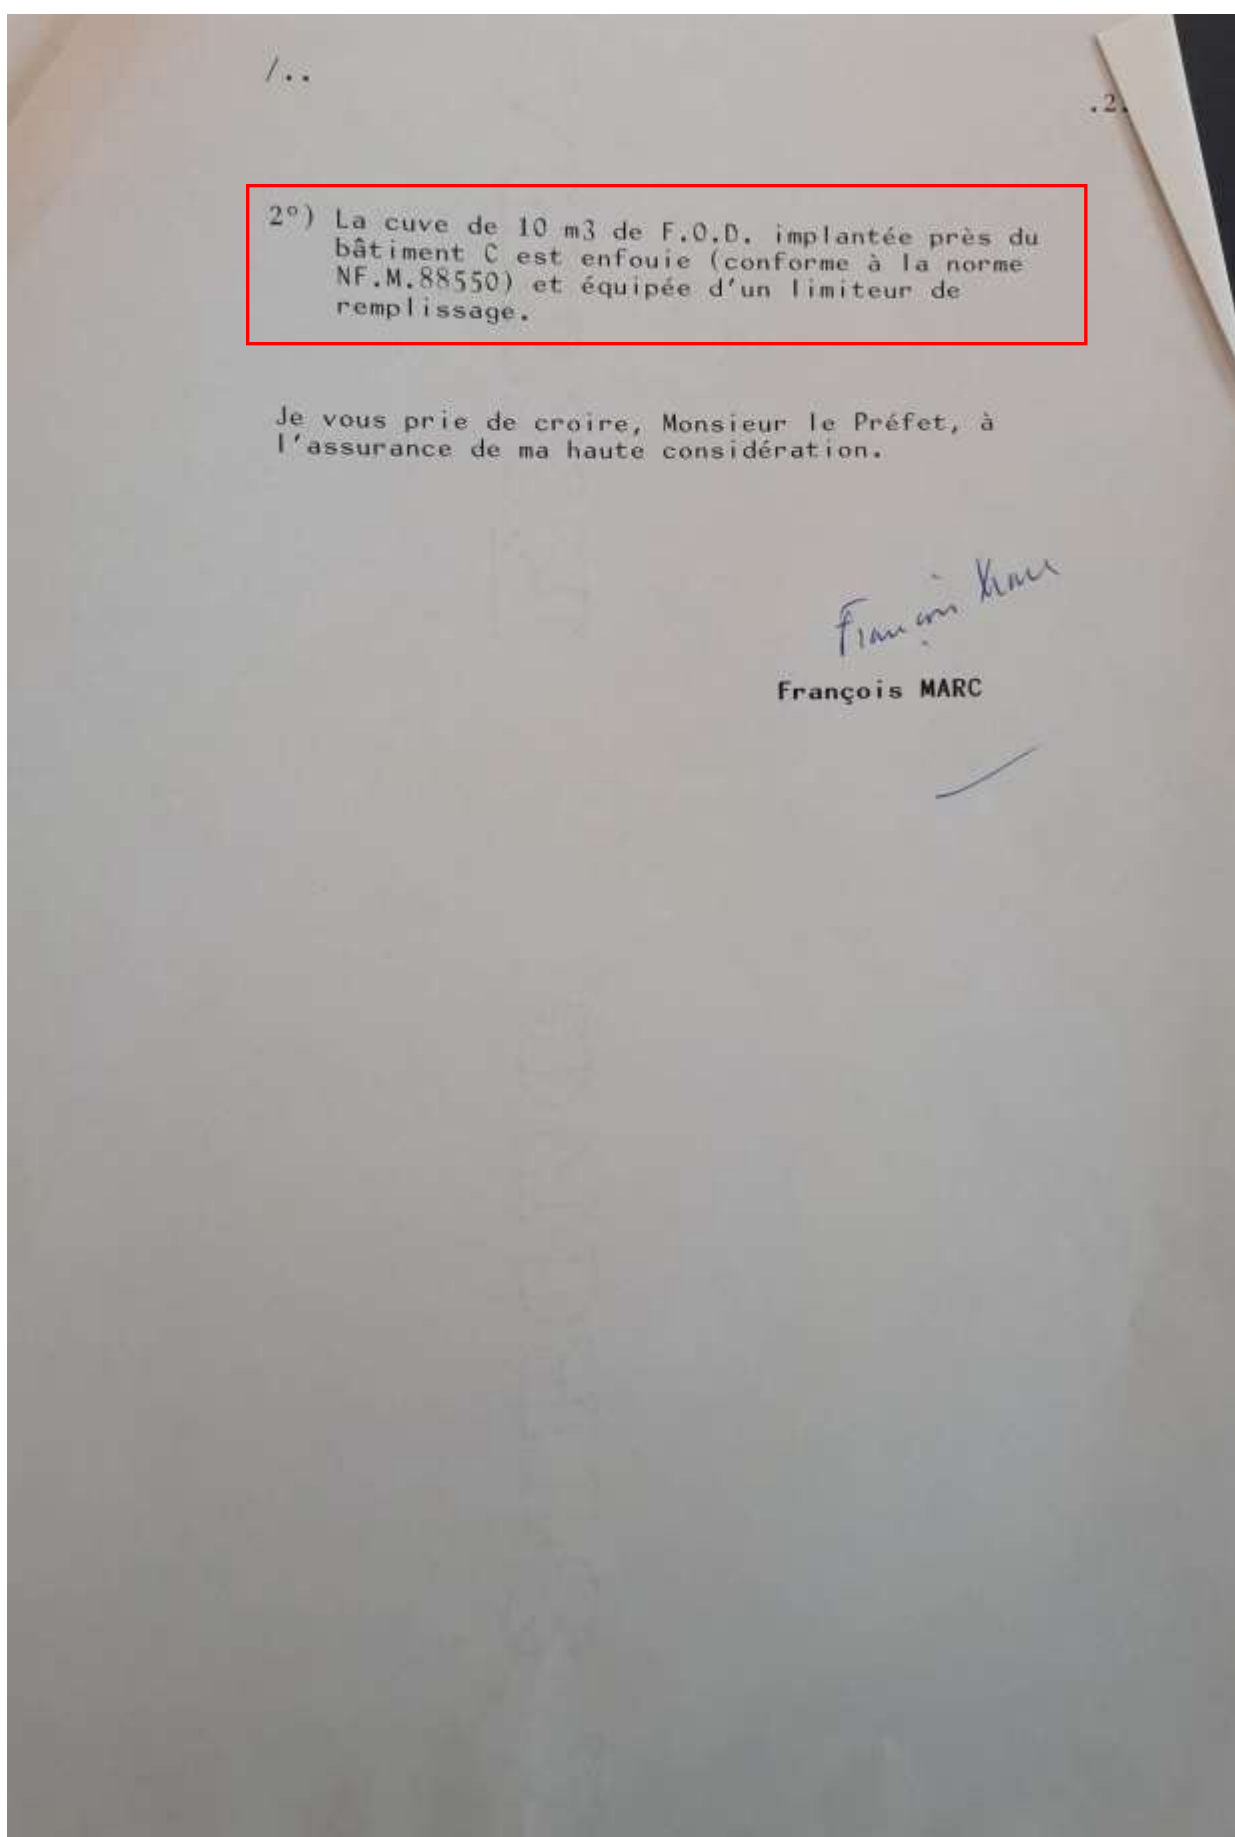 /..
.2.
2°) La cuve de 10 m3 de F.O.D. implantée près du
bâtiment C est enfouie (conforme à la norme
NF.M.88550) et équipée d'un limiteur de
remplissage.
Je vous prie de croire, Monsieur le Préfet, à
l'assurance de ma haute considération.
François Marc
François MARC